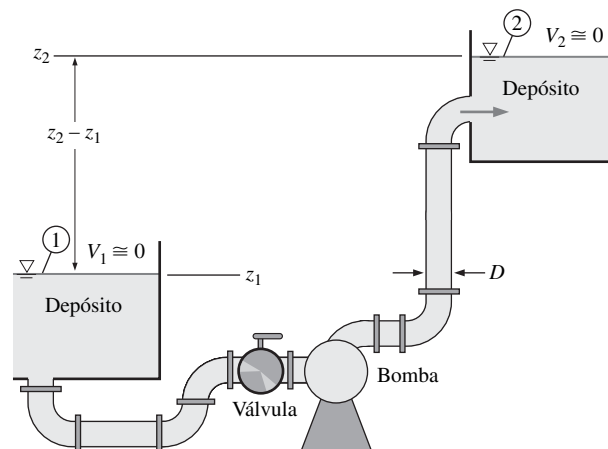 2
V₂ ≅ 0
z₂
Depósito
z₂ – z₁
1
V₁ ≅ 0
z₁
Depósito
D
Válvula
Bomba